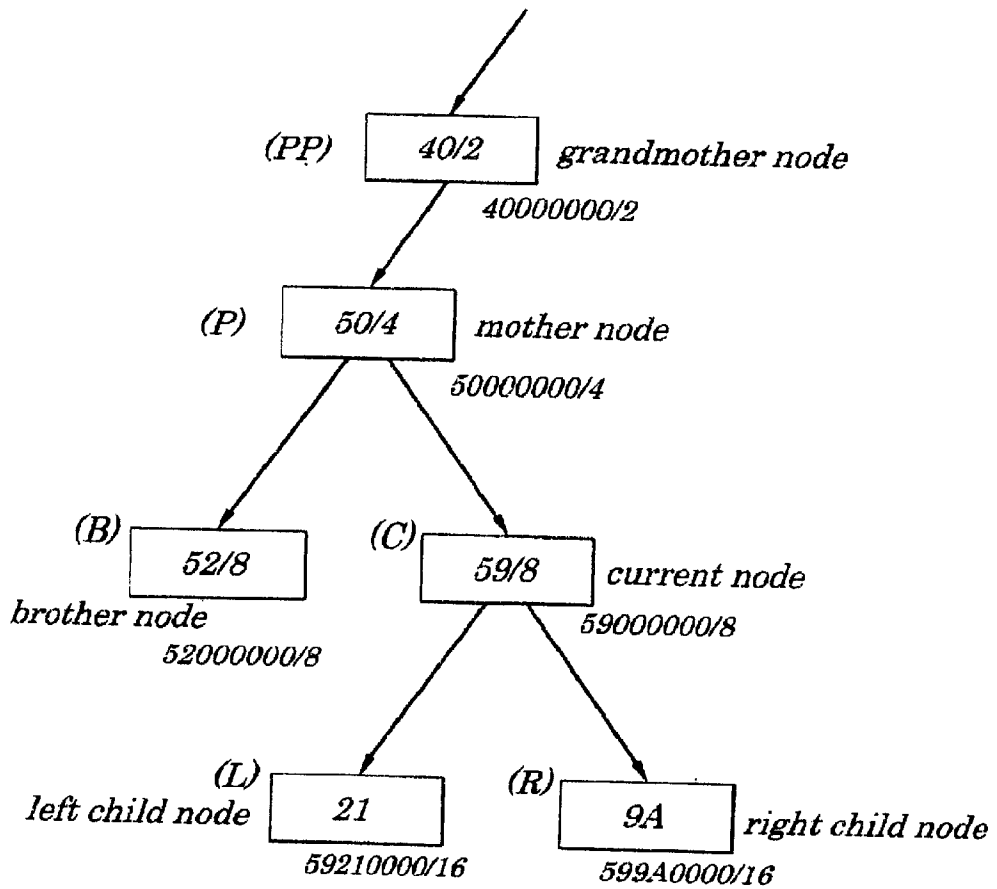 (PP) 40/2 grandmother node
40000000/2
(P) 50/4 mother node
50000000/4
(B) 52/8
brother node
52000000/8
(C) 59/8 current node
59000000/8
(L) 21
left child node
59210000/16
(R) 9A right child node
599A0000/16